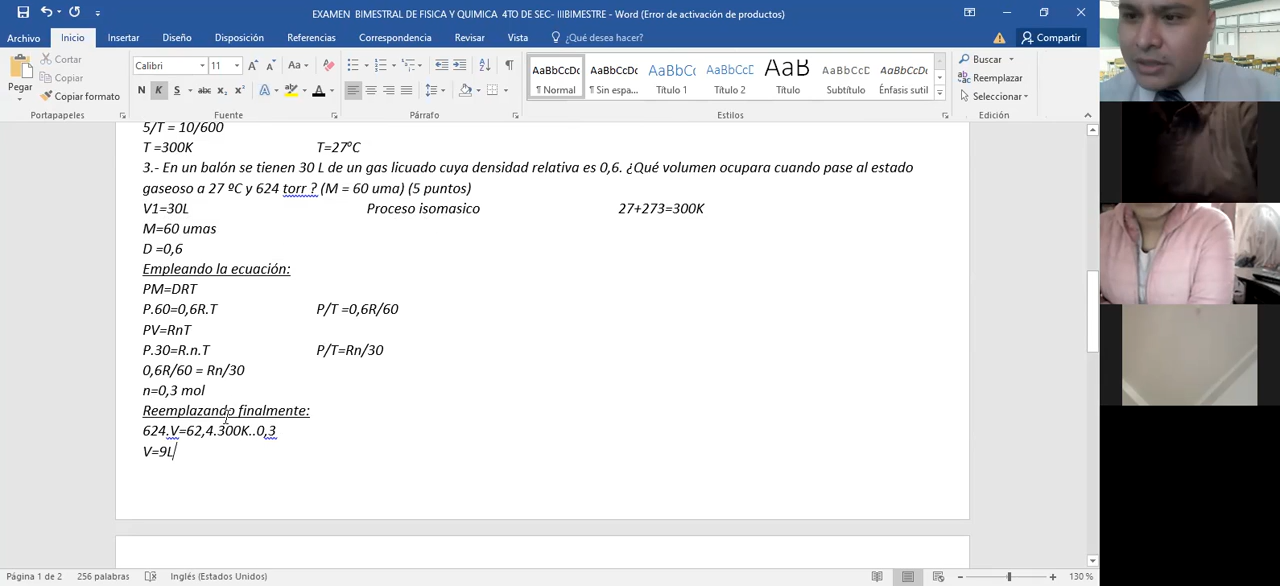 EXAMEN BIMESTRAL DE FISICA Y QUIMICA 4TO DE SEC- IIIBIMESTRE - Word (Error de activación de productos)
Archivo Inicio Insertar Diseño Disposición Referencias Correspondencia Revisar Vista ¿Qué desea hacer? Compartir
Pegar
Cortar
Copiar
Copiar formato
Calibri 11
Aa
N K S abc x₂ x²
A A
AaBbCcDc AaBbCcDc AaBbCc AaBbCcD AaB AaBbCcD AaBbCcDc
¶ Normal ¶ Sin espa... Título 1 Título 2 Título Subtítulo Énfasis sutil
Buscar
Reemplazar
Seleccionar
Portapapeles Fuente Párrafo Estilos Edición
5/T = 10/600
T =300K T=27⁰C
3.- En un balón se tienen 30 L de un gas licuado cuya densidad relativa es 0,6. ¿Qué volumen ocupara cuando pase al estado
gaseoso a 27 ºC y 624 torr ? (M = 60 uma) (5 puntos)
V1=30L Proceso isomasico 27+273=300K
M=60 umas
D =0,6
Empleando la ecuación:
PM=DRT
P.60=0,6R.T P/T =0,6R/60
PV=RnT
P.30=R.n.T P/T=Rn/30
0,6R/60 = Rn/30
n=0,3 mol
Reemplazando finalmente:
624.V=62,4.300K..0,3
V=9L
Página 1 de 2 256 palabras Inglés (Estados Unidos) 130 %